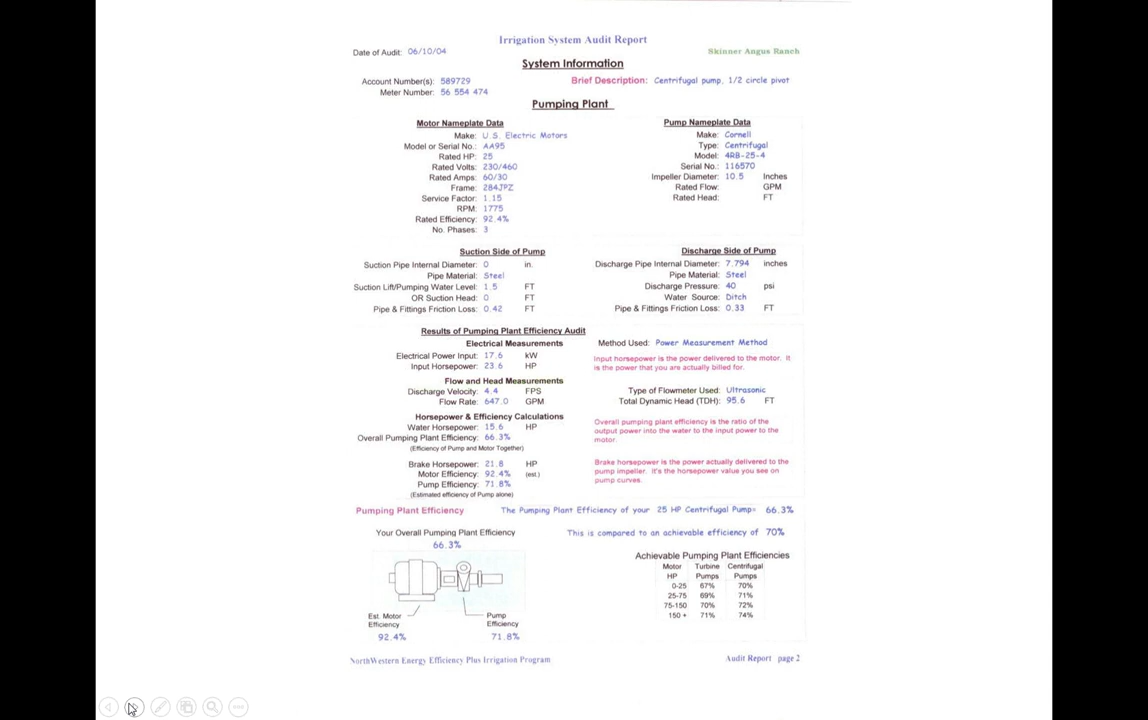 Irrigation System Audit Report
Date of Audit: 06/10/04
Skinner Angus Ranch
System Information
Account Number(s): 589729
Brief Description: Centrifugal pump, 1/2 circle pivot
Meter Number: 56 554 474
Pumping Plant
Motor Nameplate Data
Make: U.S. Electric Motors
Model or Serial No.: AA95
Rated HP: 25
Rated Volts: 230/460
Rated Amps: 60/30
Frame: 284JPZ
Service Factor: 1.15
RPM: 1775
Rated Efficiency: 92.4%
No. Phases: 3
Pump Nameplate Data
Make: Cornell
Type: Centrifugal
Model: 4RB-25-4
Serial No.: 116570
Impeller Diameter: 10.5 Inches
Rated Flow: GPM
Rated Head: FT
Suction Side of Pump
Suction Pipe Internal Diameter: 0 in.
Pipe Material: Steel
Suction Lift/Pumping Water Level: 1.5 FT
OR Suction Head: 0 FT
Pipe & Fittings Friction Loss: 0.42 FT
Discharge Side of Pump
Discharge Pipe Internal Diameter: 7.794 inches
Pipe Material: Steel
Discharge Pressure: 40 psi
Water Source: Ditch
Pipe & Fittings Friction Loss: 0.33 FT
Results of Pumping Plant Efficiency Audit
Electrical Measurements
Method Used: Power Measurement Method
Electrical Power Input: 17.6 kW
Input Horsepower: 23.6 HP
Input horsepower is the power delivered to the motor. It
is the power that you are actually billed for.
Flow and Head Measurements
Discharge Velocity: 4.4 FPS
Flow Rate: 647.0 GPM
Type of Flowmeter Used: Ultrasonic
Total Dynamic Head (TDH): 95.6 FT
Horsepower & Efficiency Calculations
Water Horsepower: 15.6 HP
Overall Pumping Plant Efficiency: 66.3%
(Efficiency of Pump and Motor Together)
Overall pumping plant efficiency is the ratio of the
output power into the water to the input power to the
motor.
Brake Horsepower: 21.8 HP
Motor Efficiency: 92.4% (est.)
Pump Efficiency: 71.8%
(Estimated efficiency of Pump alone)
Brake horsepower is the power actually delivered to the
pump impeller. It's the horsepower value you see on
pump curves.
Pumping Plant Efficiency
The Pumping Plant Efficiency of your 25 HP Centrifugal Pump= 66.3%
Your Overall Pumping Plant Efficiency
66.3%
This is compared to an achievable efficiency of 70%
Achievable Pumping Plant Efficiencies
Motor Turbine Centrifugal
HP Pumps Pumps
0-25 67% 70%
25-75 69% 71%
75-150 70% 72%
150 + 71% 74%
Est. Motor
Efficiency
92.4%
Pump
Efficiency
71.8%
NorthWestern Energy Efficiency Plus Irrigation Program
Audit Report page 2